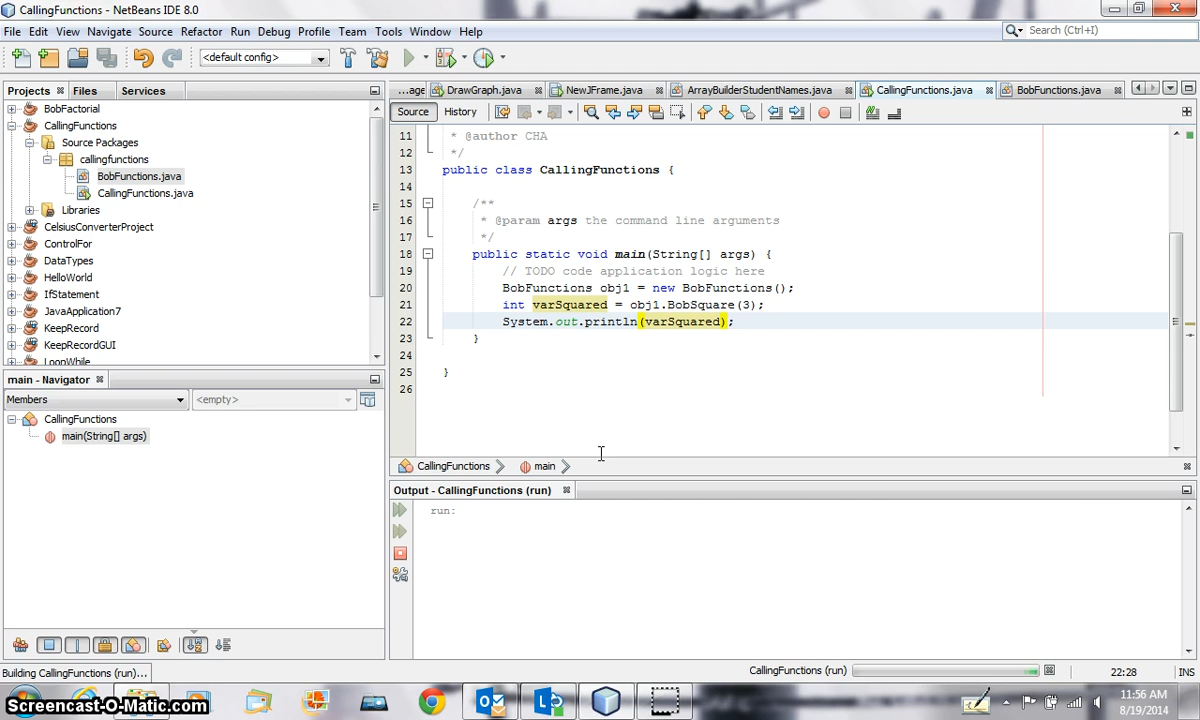 CallingFunctions - NetBeans IDE 8.0
File Edit View Navigate Source Refactor Run Debug Profile Team Tools Window Help
Search (Ctrl+I)
<default config>
Projects Files Services
...age DrawGraph.java NewJFrame.java ArrayBuilderStudentNames.java CallingFunctions.java BobFunctions.java
Source History
BobFactorial
CallingFunctions
Source Packages
callingfunctions
BobFunctions.java
CallingFunctions.java
Libraries
CelsiusConverterProject
ControlFor
DataTypes
HelloWorld
IfStatement
JavaApplication7
KeepRecord
KeepRecordGUI
LoopWhile
11 * @author CHA
12 */
13 public class CallingFunctions {
14
15 /**
16 * @param args the command line arguments
17 */
18 public static void main(String[] args) {
19 // TODO code application logic here
20 BobFunctions obj1 = new BobFunctions();
21 int varSquared = obj1.BobSquare(3);
22 System.out.println(varSquared);
23 }
24
25 }
26
main - Navigator
Members <empty>
CallingFunctions
main(String[] args)
CallingFunctions main
Output - CallingFunctions (run)
run:
Building CallingFunctions (run)...
CallingFunctions (run)
22:28 INS
Screencast-O-Matic.com
11:56 AM
8/19/2014